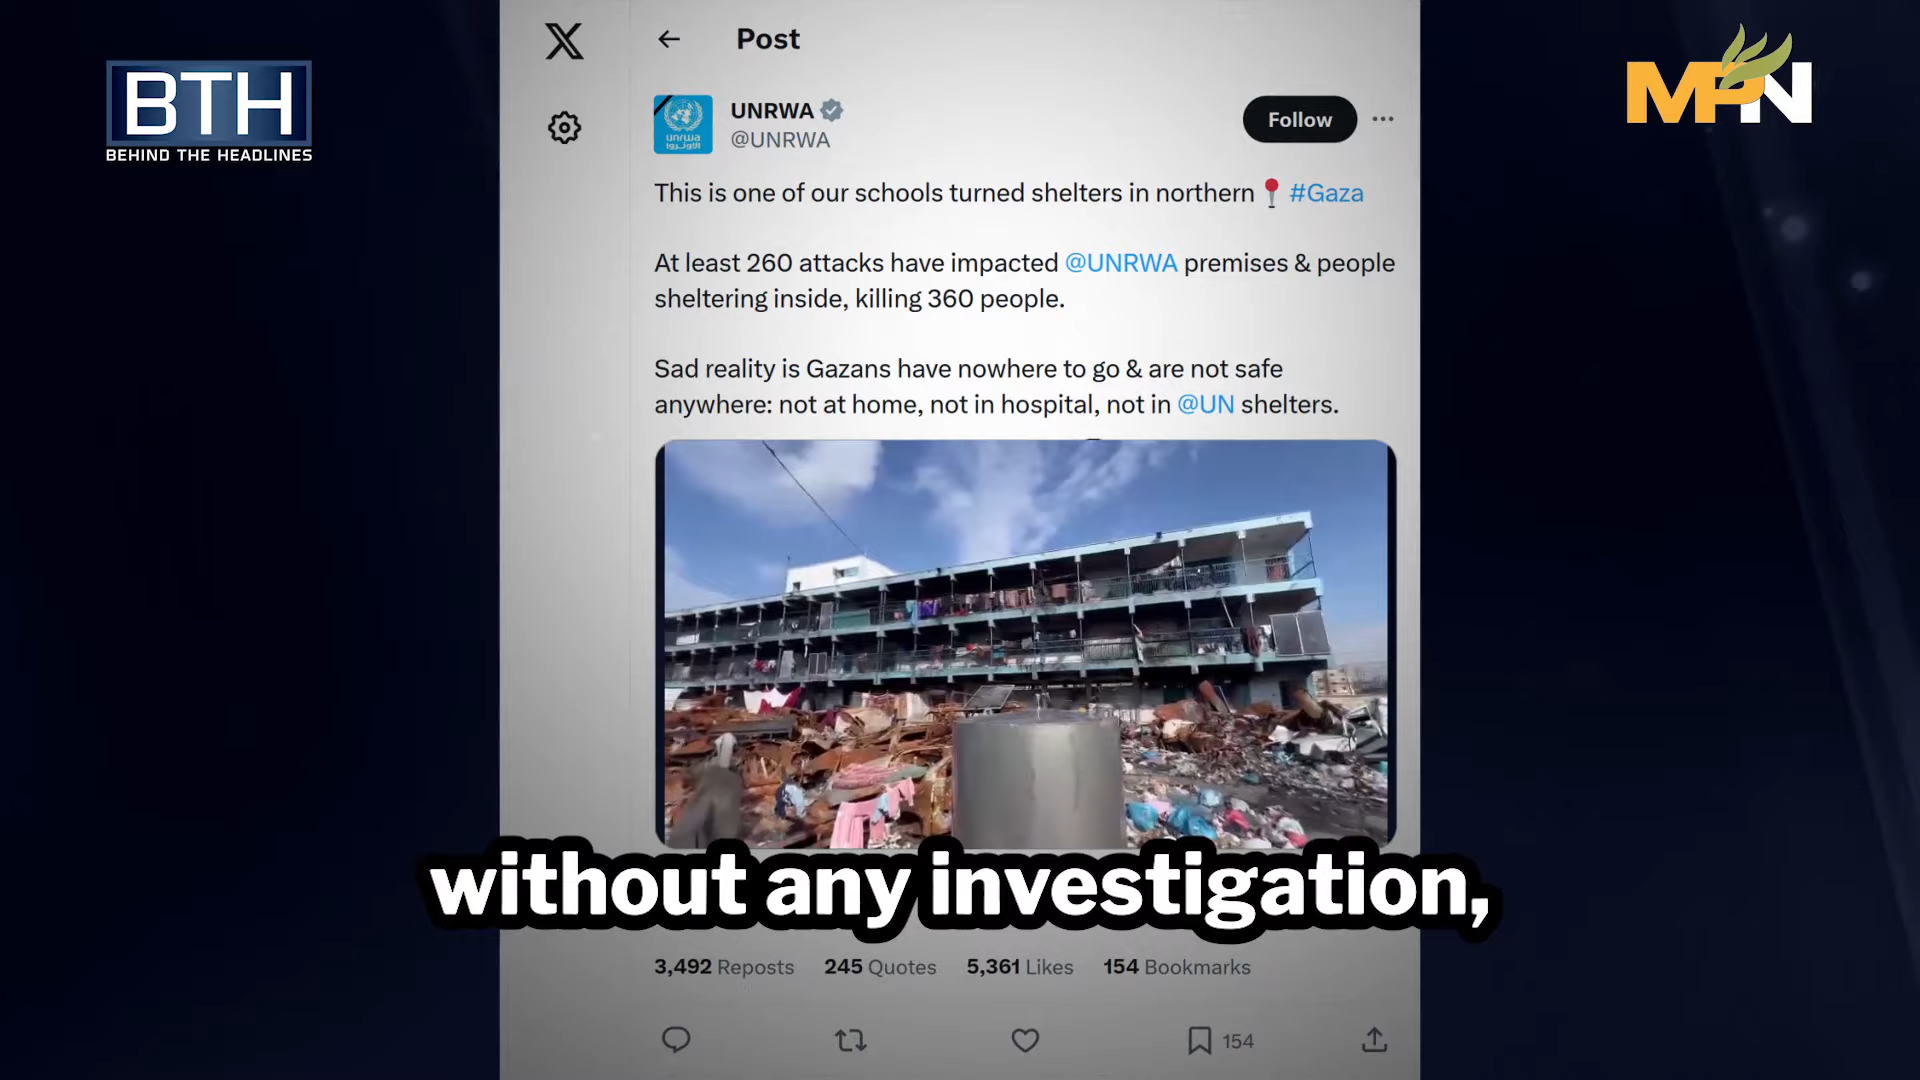 BTH
BEHIND THE HEADLINES
MPN
X
Post
UNRWA
@UNRWA
unrwa
الأونروا
Follow
This is one of our schools turned shelters in northern 📍 #Gaza
At least 260 attacks have impacted @UNRWA premises & people
sheltering inside, killing 360 people.
Sad reality is Gazans have nowhere to go & are not safe
anywhere: not at home, not in hospital, not in @UN shelters.
without any investigation,
3,492 Reposts 245 Quotes 5,361 Likes 154 Bookmarks
154